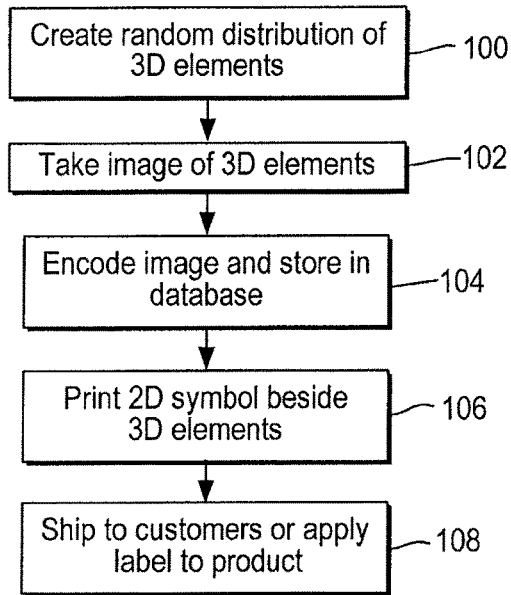 Create random distribution of
3D elements
100
Take image of 3D elements
102
Encode image and store in
database
104
Print 2D symbol beside
3D elements
106
Ship to customers or apply
label to product
108